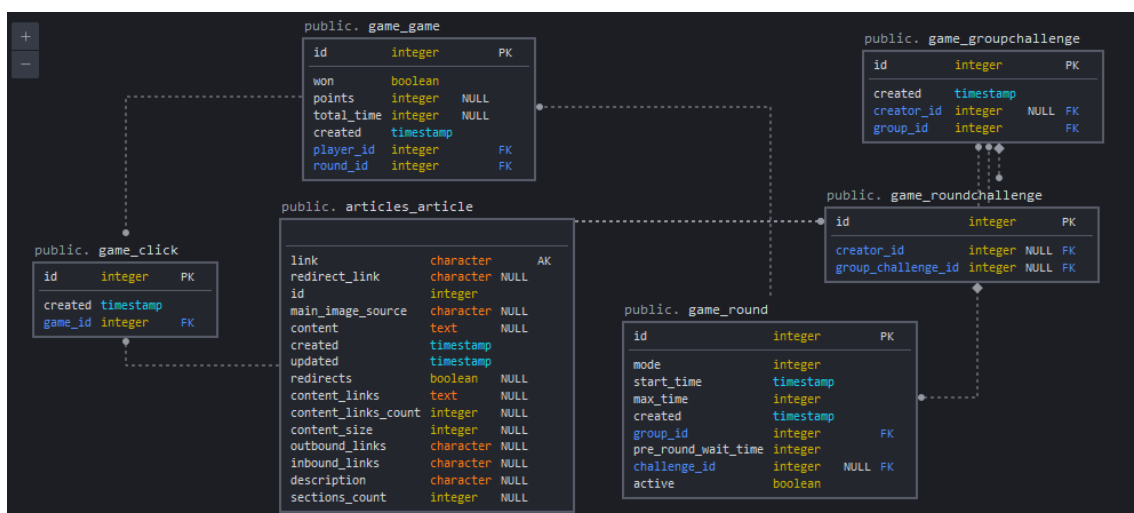 +
−
public. game_game
id integer PK
won boolean
points integer NULL
total_time integer NULL
created timestamp
player_id integer FK
round_id integer FK
public. game_groupchallenge
id integer PK
created timestamp
creator_id integer NULL FK
group_id integer FK
public. game_roundchallenge
id integer PK
creator_id integer NULL FK
group_challenge_id integer NULL FK
public. articles_article
link character AK
redirect_link character NULL
id integer
main_image_source character NULL
content text NULL
created timestamp
updated timestamp
redirects boolean NULL
content_links text NULL
content_links_count integer NULL
content_size integer NULL
outbound_links character NULL
inbound_links character NULL
description character NULL
sections_count integer NULL
public. game_click
id integer PK
created timestamp
game_id integer FK
public. game_round
id integer PK
mode integer
start_time timestamp
max_time integer
created timestamp
group_id integer FK
pre_round_wait_time integer
challenge_id integer NULL FK
active boolean